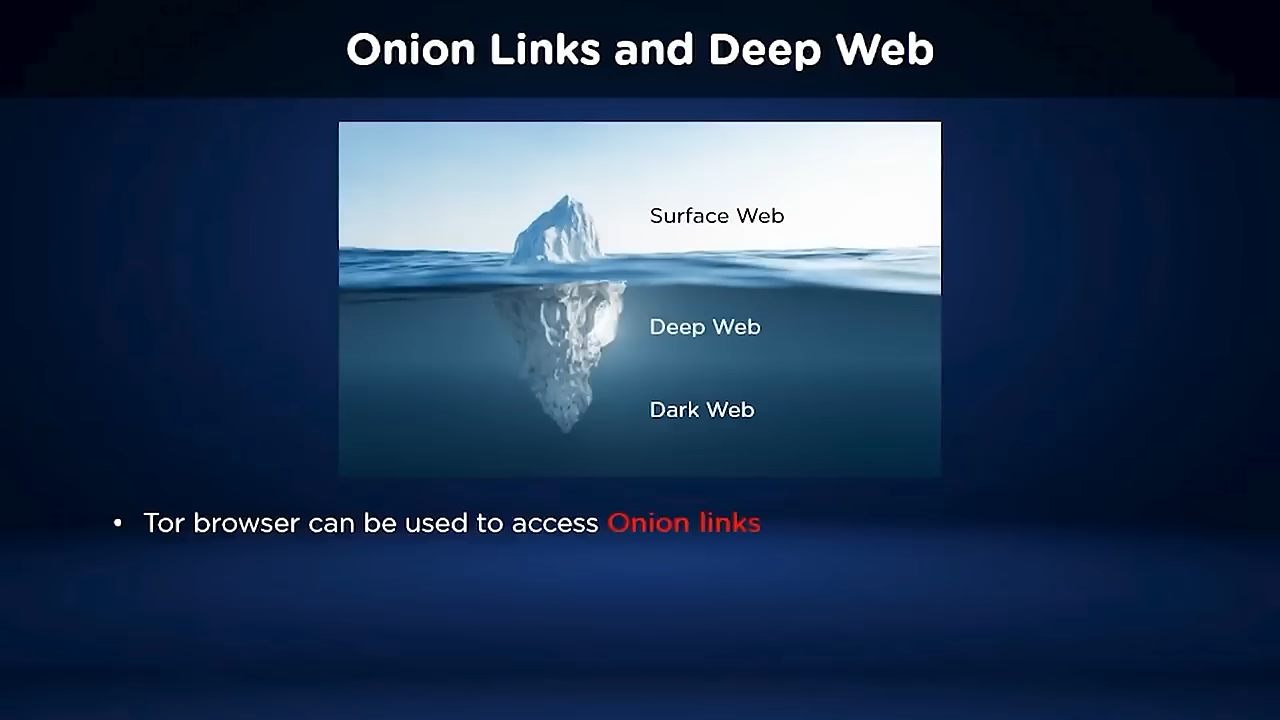 Onion Links and Deep Web
Surface Web
Deep Web
Dark Web
• Tor browser can be used to access Onion links